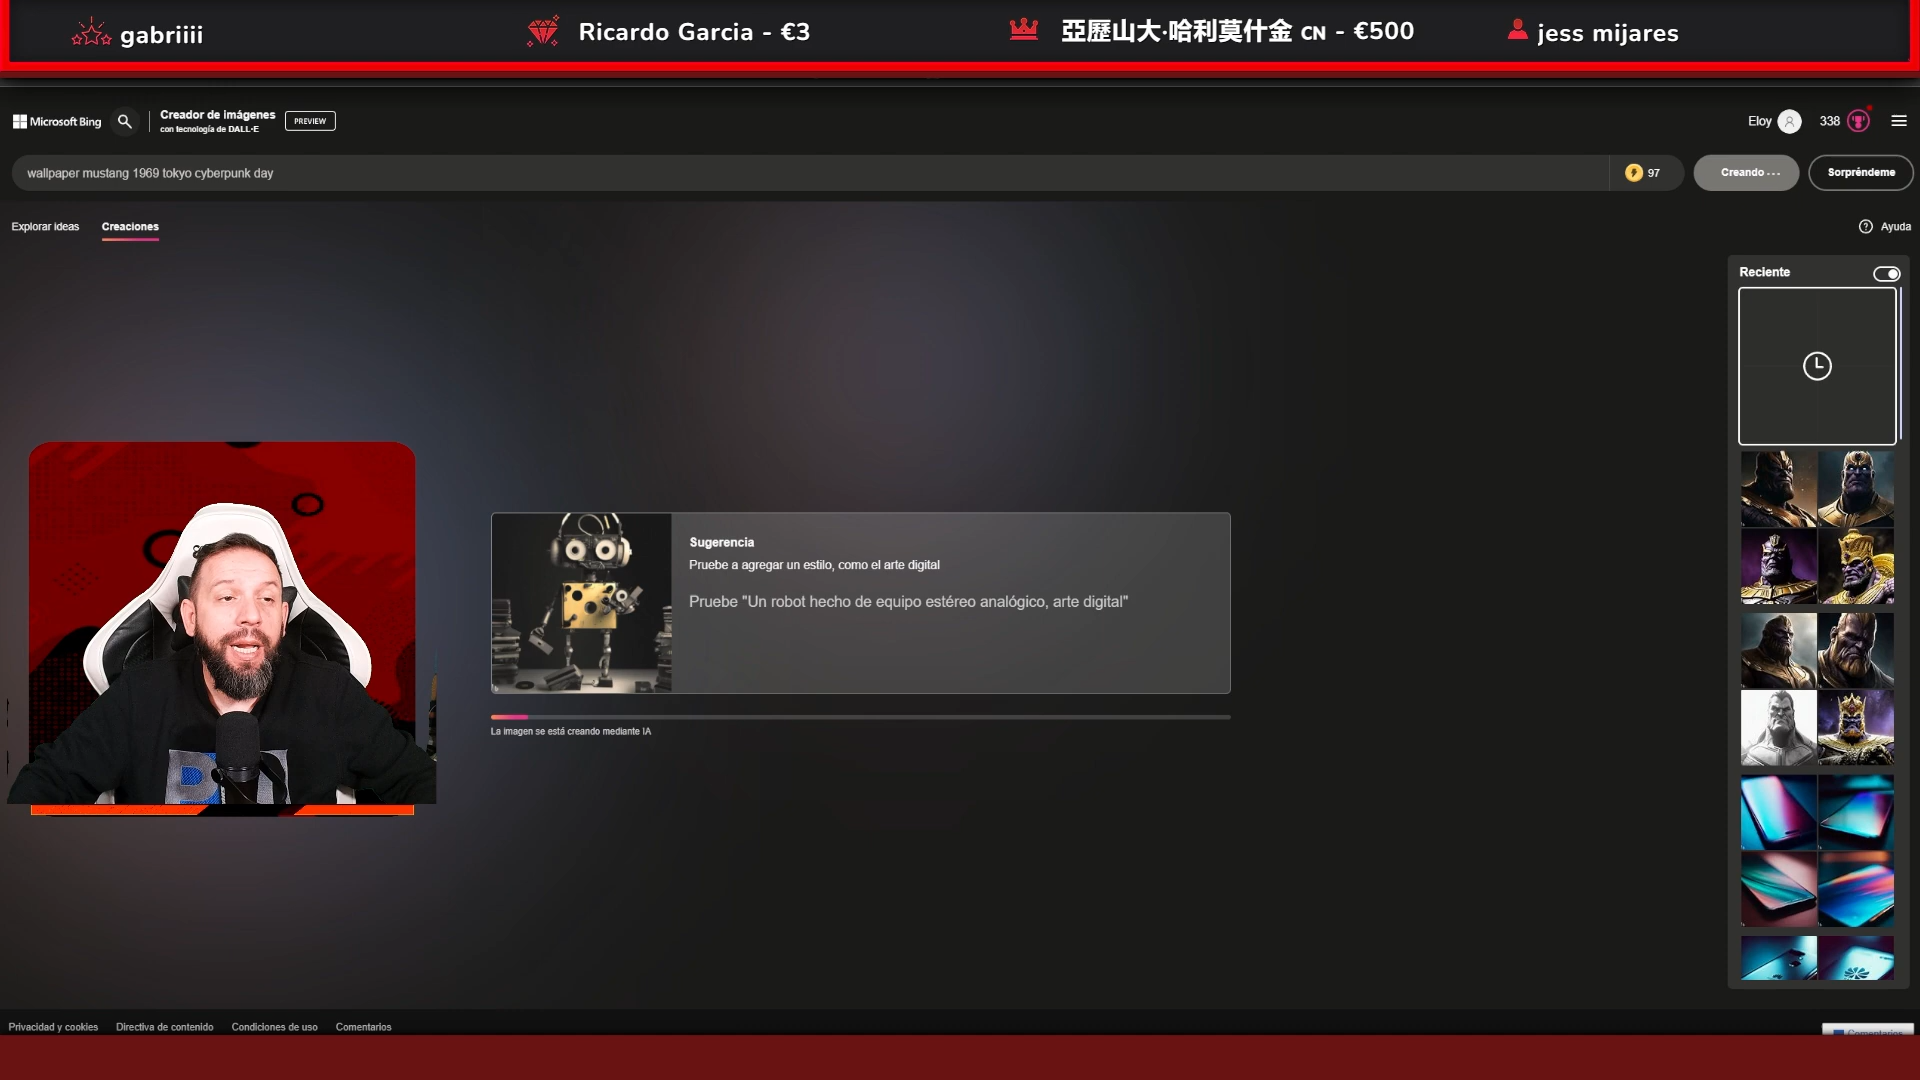 gabriiii
Ricardo Garcia - €3
亞歷山大·哈利莫什金 CN - €500
jess mijares
Microsoft Bing
Creador de imágenes
con tecnología de DALL·E
PREVIEW
Eloy
338
wallpaper mustang 1969 tokyo cyberpunk day
97
Creando . . .
Sorpréndeme
Explorar ideas
Creaciones
Ayuda
Reciente
Sugerencia
Pruebe a agregar un estilo, como el arte digital
Pruebe "Un robot hecho de equipo estéreo analógico, arte digital"
La imagen se está creando mediante IA
Privacidad y cookies
Directiva de contenido
Condiciones de uso
Comentarios
Comentarios